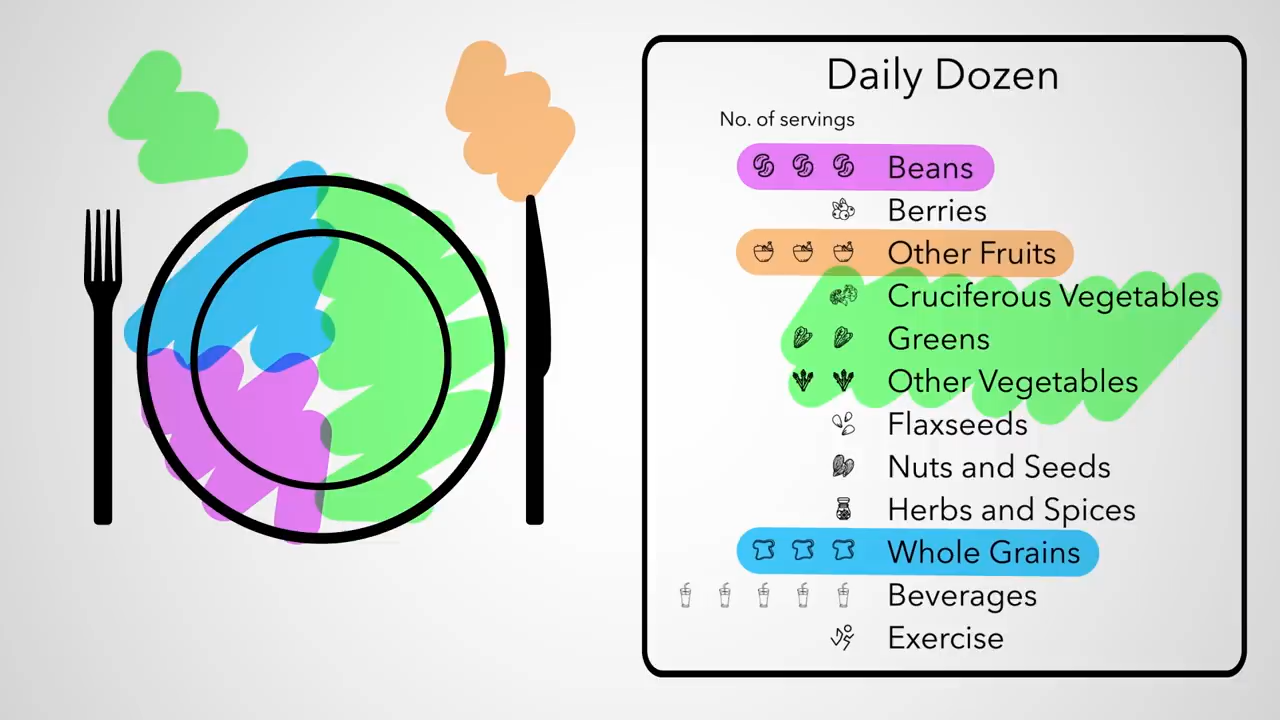 Daily Dozen
No. of servings
Beans
Berries
Other Fruits
Cruciferous Vegetables
Greens
Other Vegetables
Flaxseeds
Nuts and Seeds
Herbs and Spices
Whole Grains
Beverages
Exercise